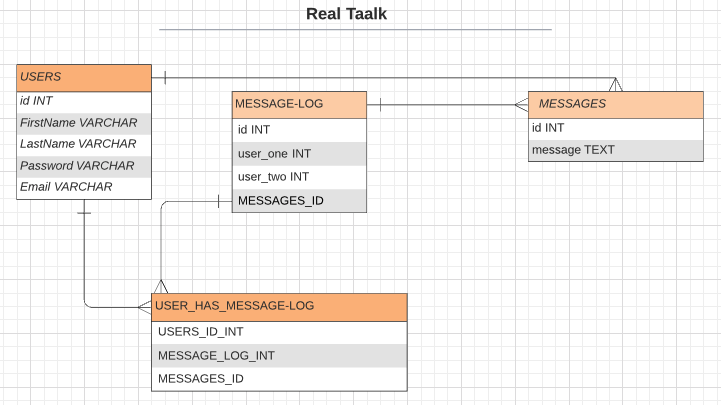 Real Taalk
USERS
id INT
FirstName VARCHAR
LastName VARCHAR
Password VARCHAR
Email VARCHAR
MESSAGE-LOG
id INT
user_one INT
user_two INT
MESSAGES_ID
MESSAGES
id INT
message TEXT
USER_HAS_MESSAGE-LOG
USERS_ID_INT
MESSAGE_LOG_INT
MESSAGES_ID